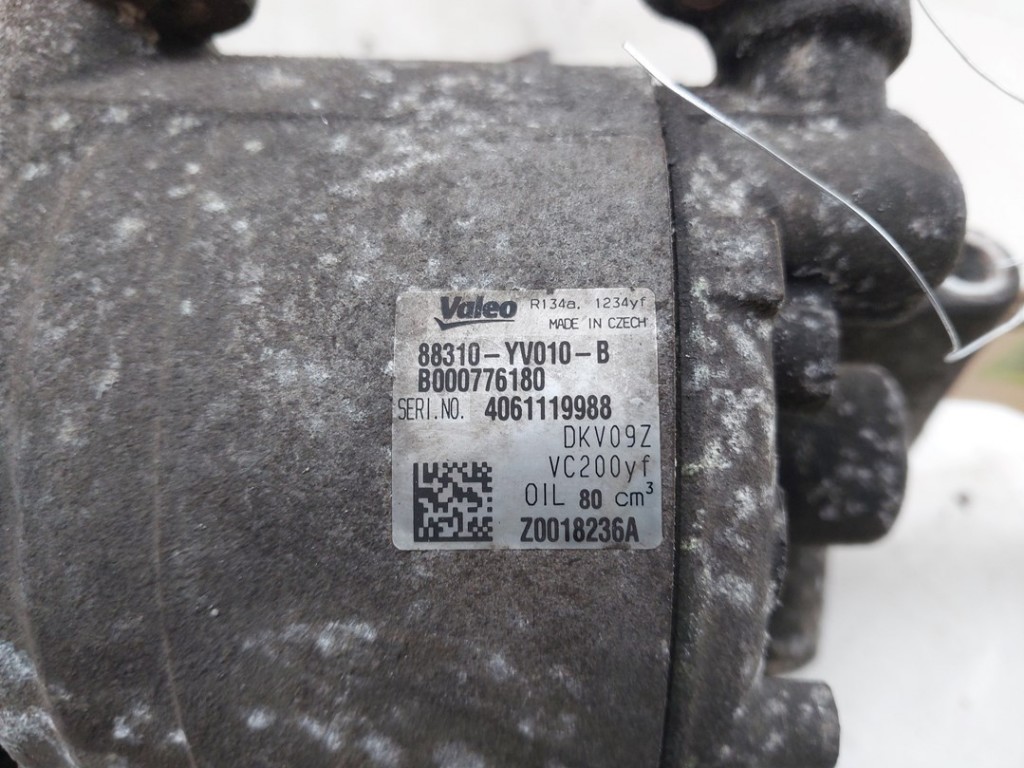 Valeo R134a. 1234yf
MADE IN CZECH
88310-YV010-B
B000776180
SERI.NO. 4061119988
DKV09Z
VC200yf
OIL 80 cm³
Z0018236A